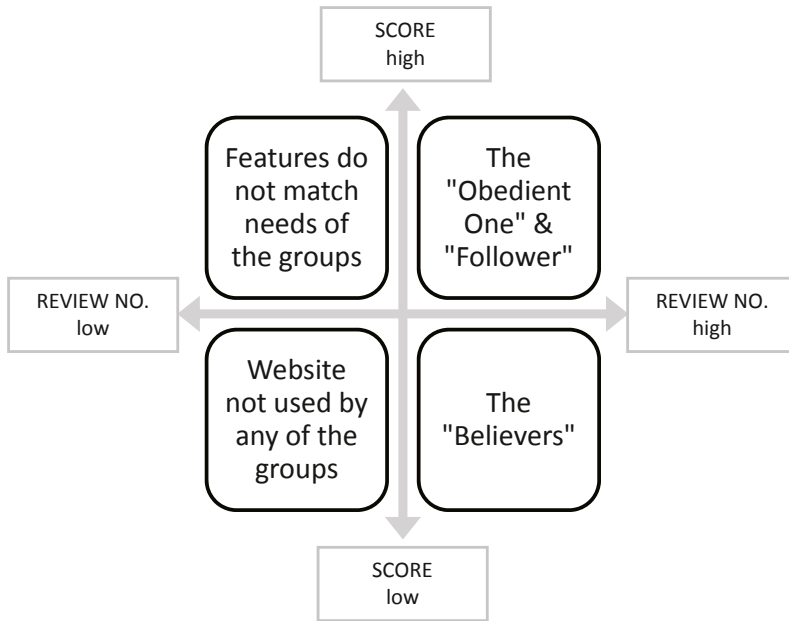 SCORE
high
Features do
not match
needs of
the groups
The
"Obedient
One" &
"Follower"
REVIEW NO.
low
REVIEW NO.
high
Website
not used by
any of the
groups
The
"Believers"
SCORE
low